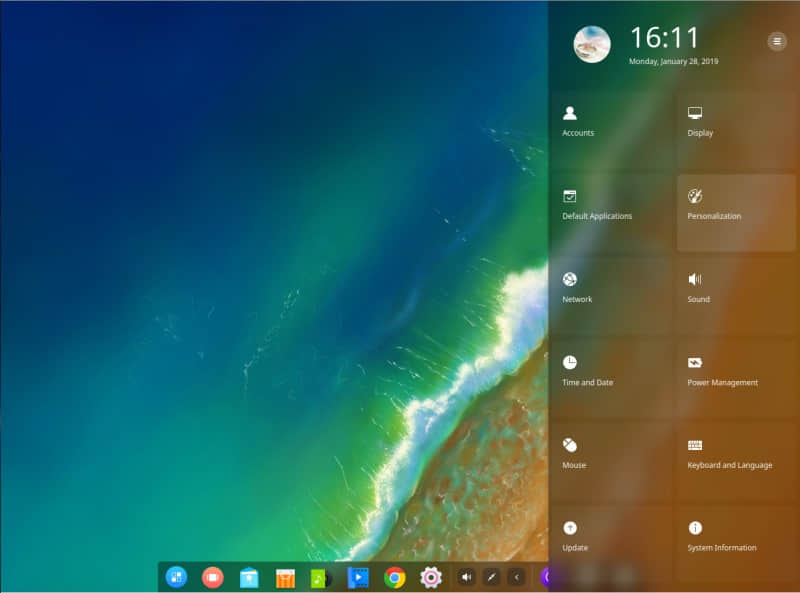 16:11
Monday, January 28, 2019
Accounts
Display
Default Applications
Personalization
Network
Sound
Time and Date
Power Management
Mouse
Keyboard and Language
Update
System Information